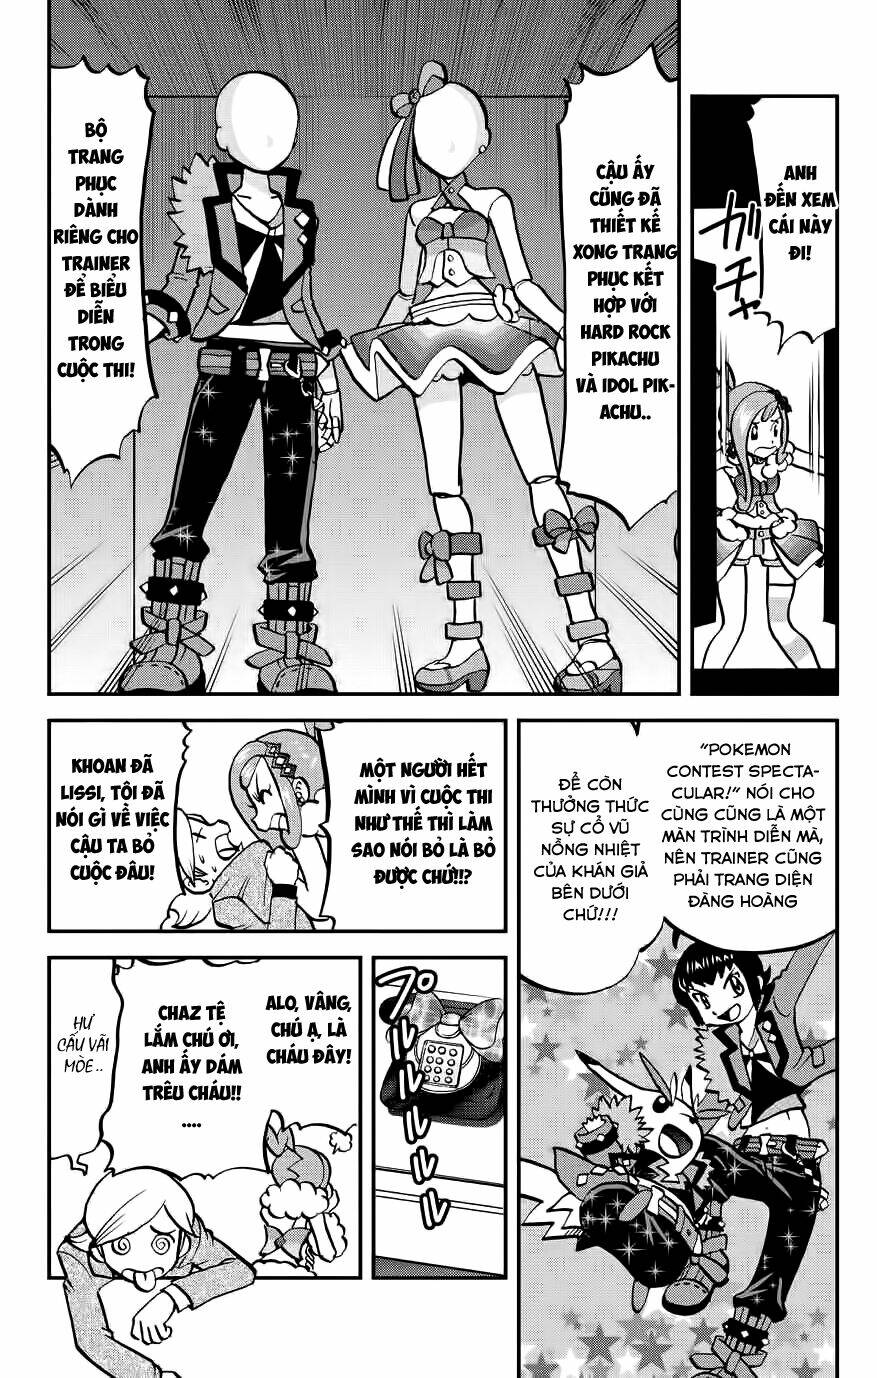 ANH
ĐẾN XEM
CÁI NÀY
ĐI!
ガチャ
CẬU ẤY
CŨNG ĐÃ
THIẾT KẾ
XONG TRANG
PHỤC KẾT
HỢP VỚI
HARD ROCK
PIKACHU
VÀ IDOL PIK-
ACHU..
BỘ
TRANG
PHỤC
DÀNH
RIÊNG CHO
TRAINER
ĐỂ BIỂU
DIỄN
TRONG
CUỘC THI!
"POKEMON
CONTEST SPECTA-
CULAR!" NÓI CHO
CÙNG CŨNG LÀ MỘT
MÀN TRÌNH DIỄN MÀ,
NÊN TRAINER CŨNG
PHẢI TRANG DIỆN
ĐÀNG HOÀNG
ĐỂ CÒN
THƯỞNG THỨC
SỰ CỔ VŨ
NỒNG NHIỆT
CỦA KHÁN GIẢ
BÊN DƯỚI
CHỨ!!!
MỘT NGƯỜI HẾT
MÌNH VÌ CUỘC THI
NHƯ THẾ THÌ LÀM
SAO NÓI BỎ LÀ BỎ
ĐƯỢC CHỨ!!?
KHOAN ĐÃ
LISSI, TÔI ĐÃ
NÓI GÌ VỀ VIỆC
CẬU TA BỎ
CUỘC ĐÂU!
プルルルルル
ALO, VÂNG,
CHÚ Ạ, LÀ
CHÁU ĐÂY!
CHAZ TỆ
LẮM CHÚ ƠI,
ANH ẤY DÁM
TRÊU CHÁU!!
.....
HƯ
CẤU VÃI
MÒE..